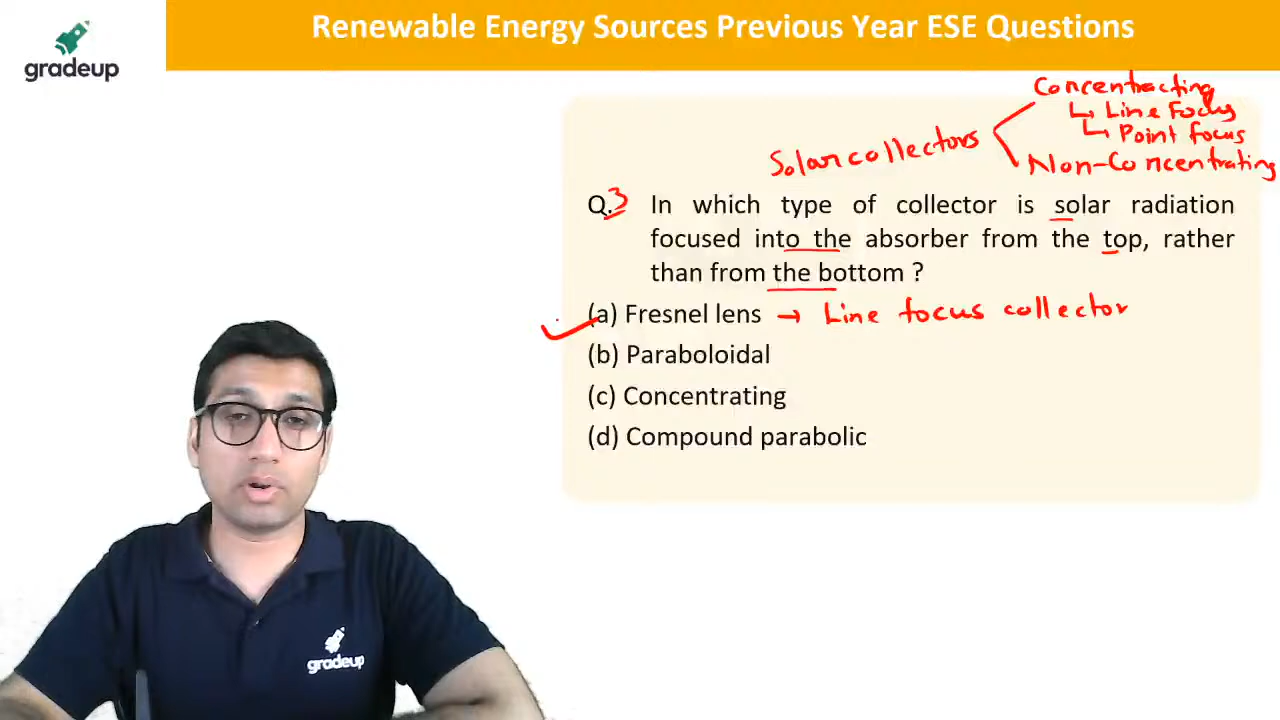 Renewable Energy Sources Previous Year ESE Questions
gradeup
Concentracting
↳ Line Focus
↳ Point focus
Solar collectors
Non-Concentrating
Q.3 In which type of collector is solar radiation
focused into the absorber from the top, rather
than from the bottom ?
(a) Fresnel lens → Line focus collector
(b) Paraboloidal
(c) Concentrating
(d) Compound parabolic
gradeup